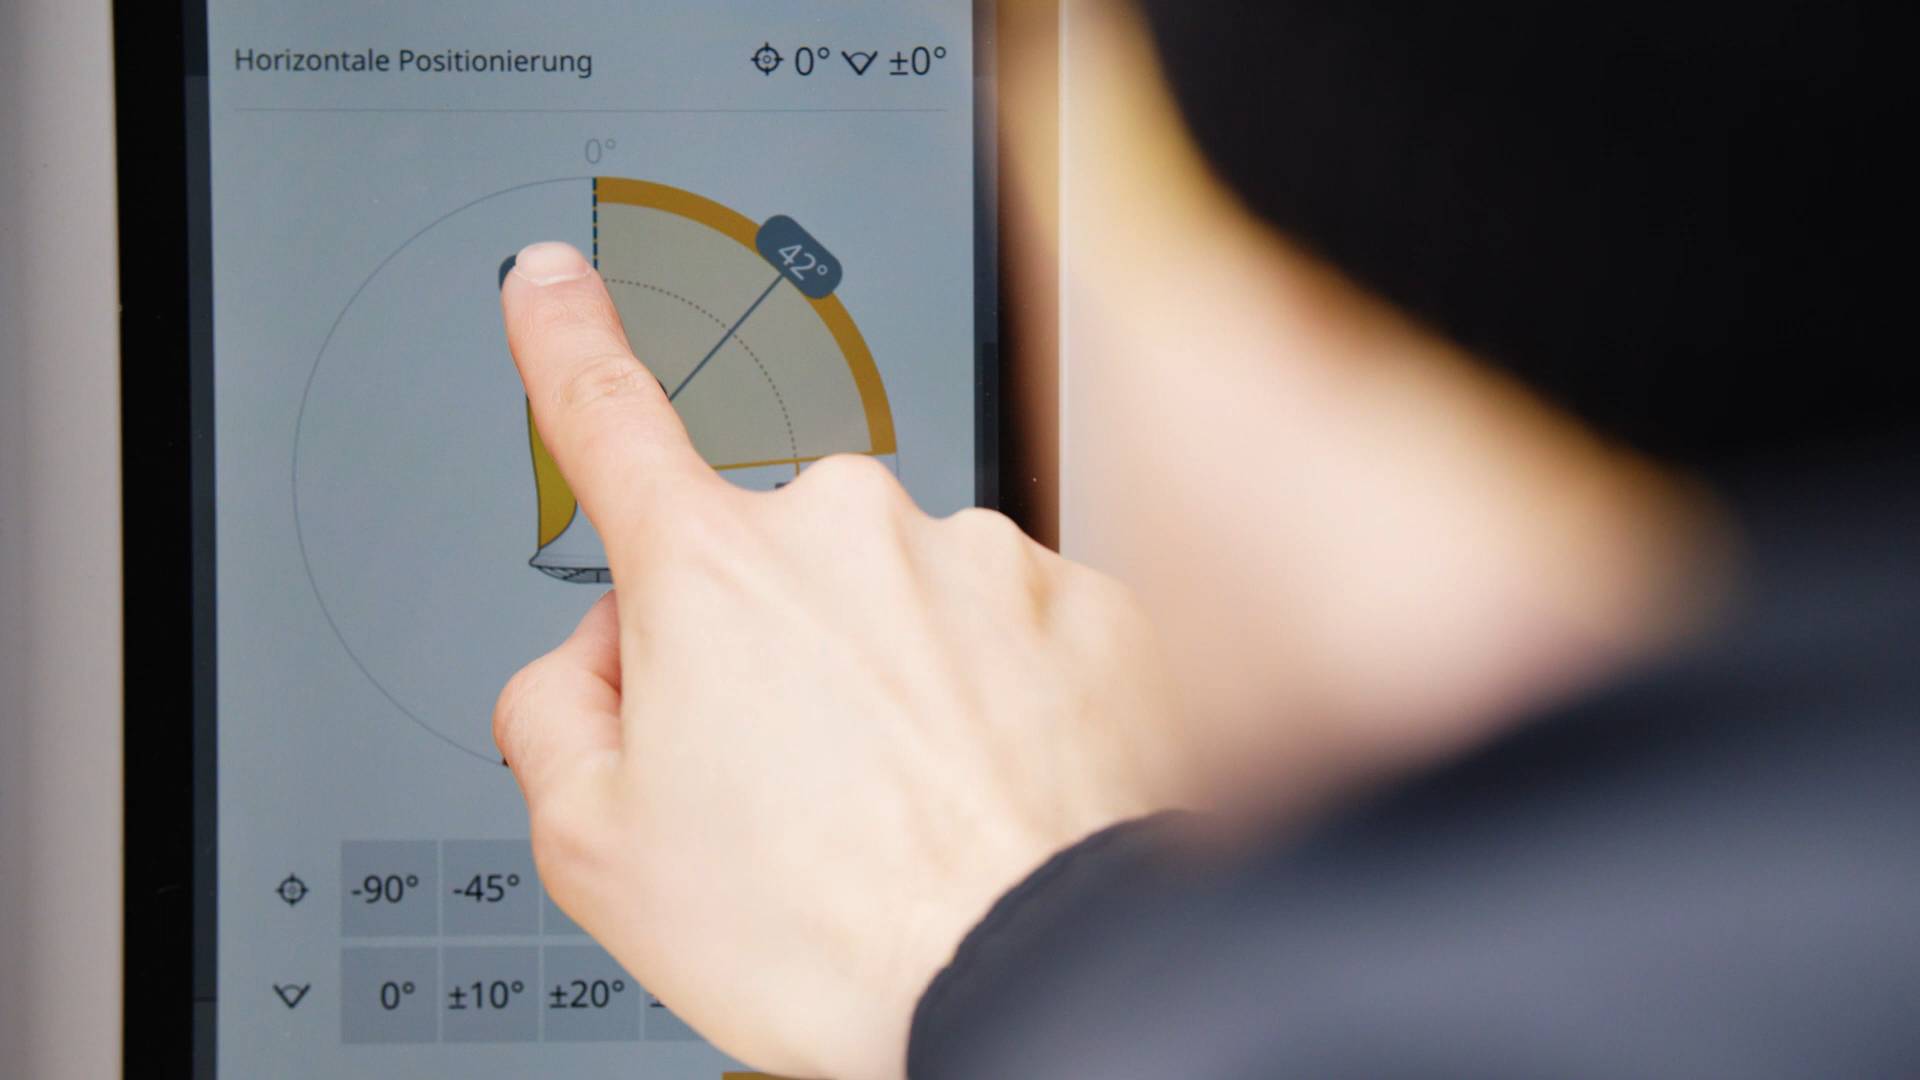 Horizontale Positionierung 0° ±0°
0°
42°
-90° -45°
0° ±10° ±20°